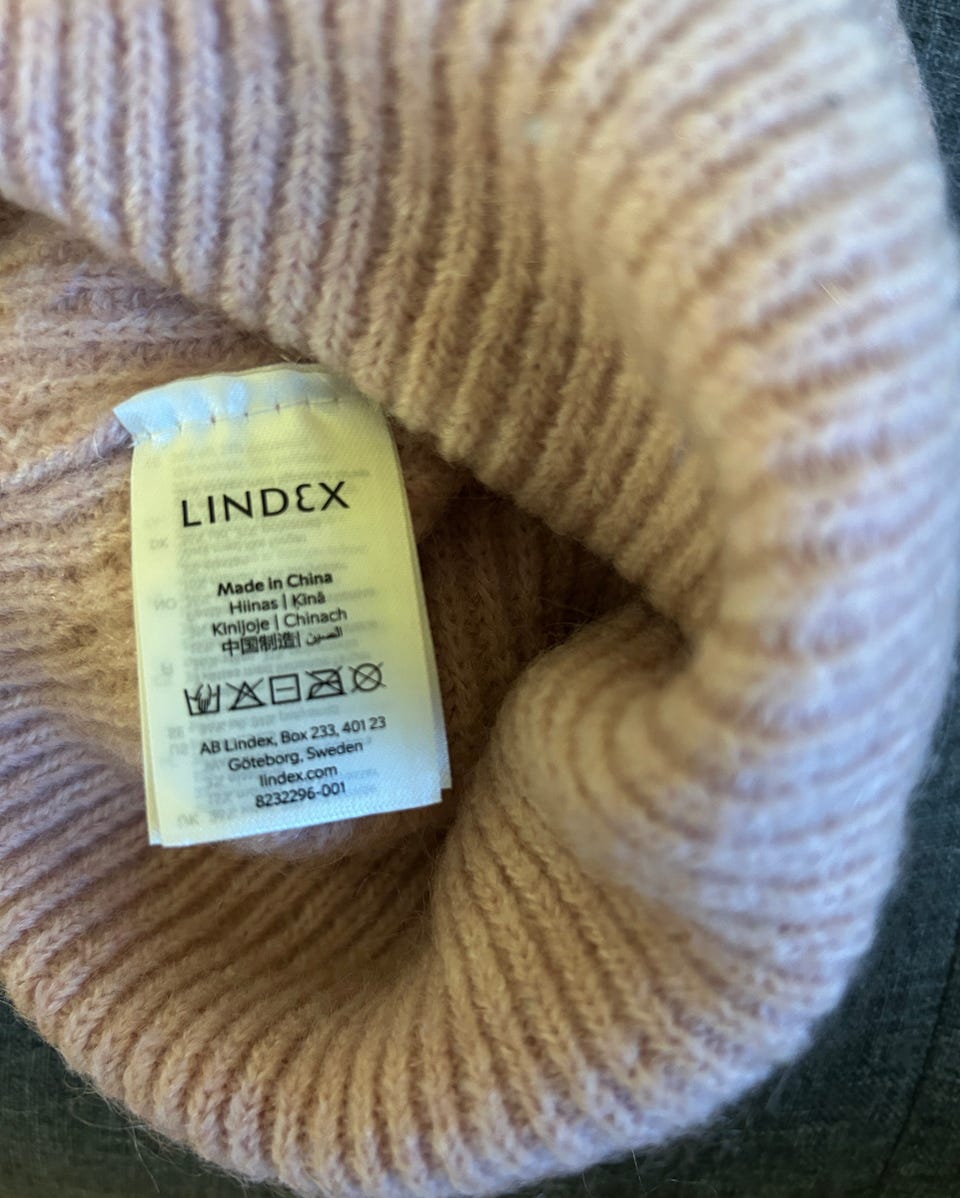 LINDEX
Made in China
Hiinas | Ķīnā
Kinijoje | Chinach
中国制造| الصين
AB Lindex, Box 233, 401 23
Göteborg, Sweden
lindex.com
8232296-001